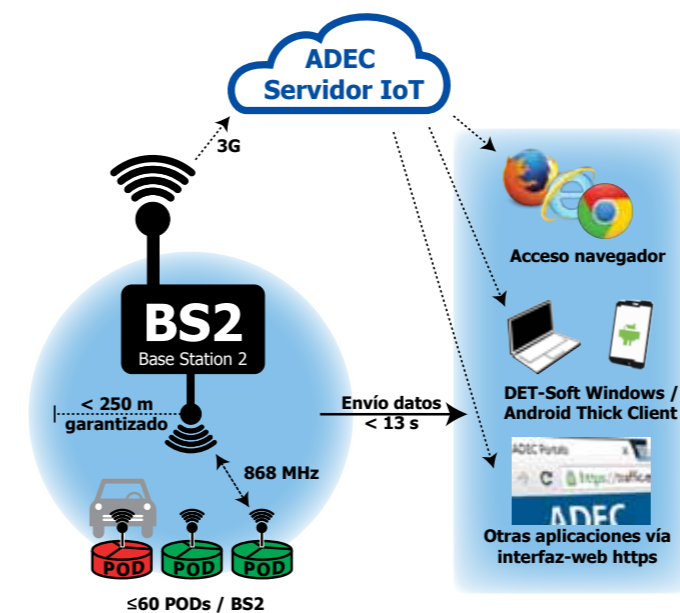 ADEC
Servidor IoT
3G
Acceso navegador
BS2
Base Station 2
< 250 m
garantizado
Envío datos
< 13 s
DET-Soft Windows /
Android Thick Client
868 MHz
ADEC Portals
C https://traffic
ADEC
Otras aplicaciones vía
interfaz-web https
POD POD POD
≤60 PODs / BS2